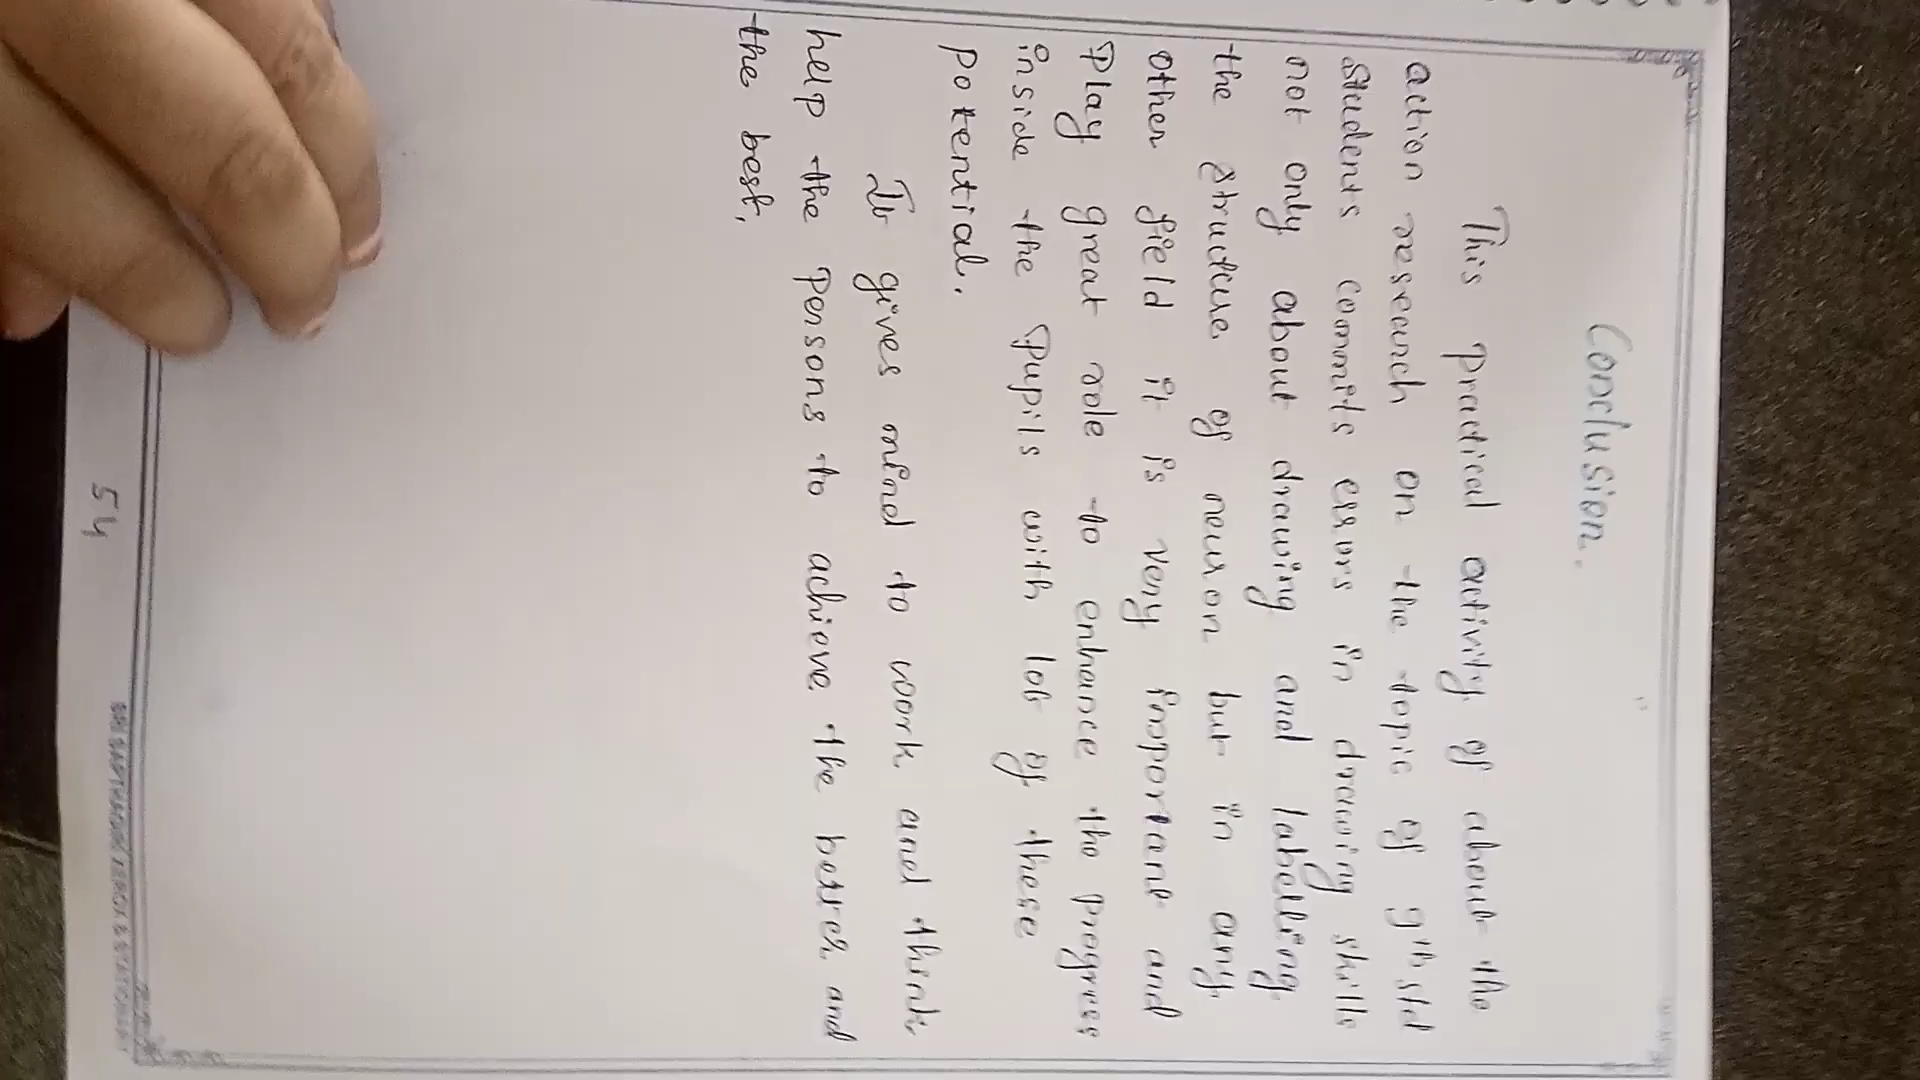 Conclusion.
This practical activity of about the
action research on the topic of 9th std
students commits errors in drawing skills
not only about drawing and labelling
the structure of neuron but in any
other field it is very important and
Play great role to enhance the progress
inside the Pupils with lot of these
potential.
It gives mind to work and think
help the persons to achieve the better and
the best.
54